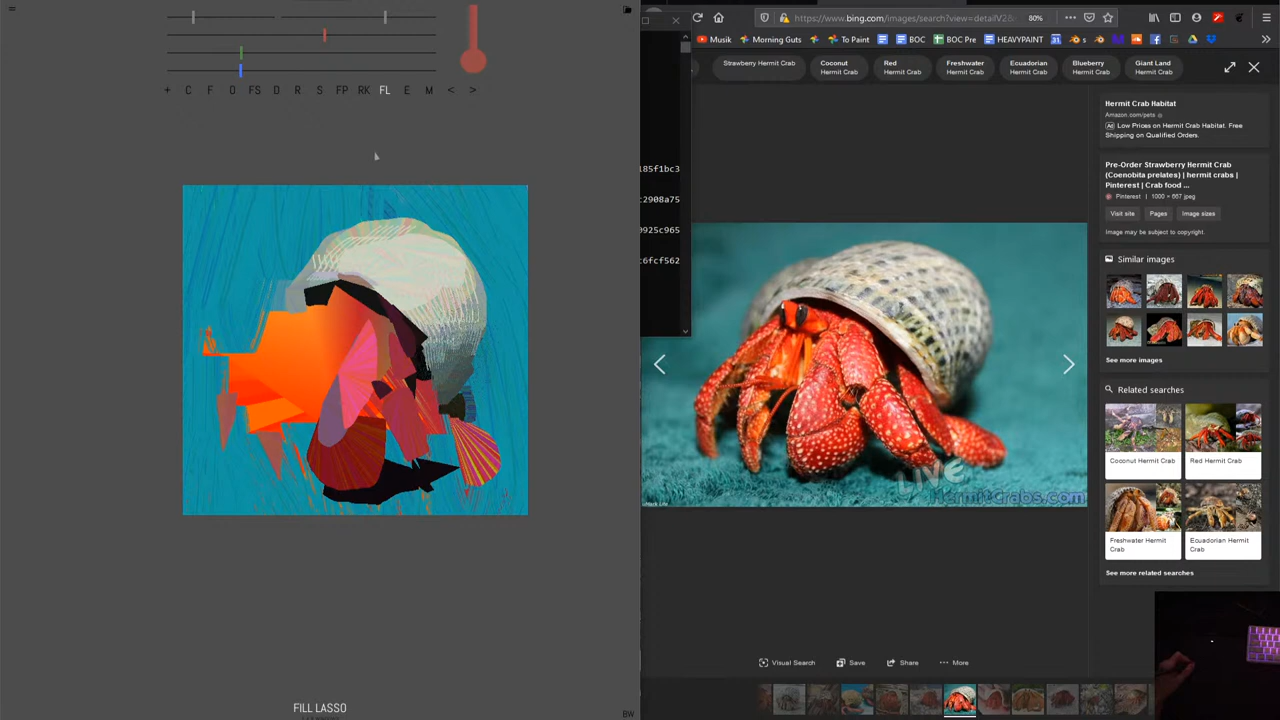 https://www.bing.com/images/search?view=detailV2&
80%
Musik
Morning Guts
To Paint
BOC
BOC Pre
HEAVYPAINT
s
s
Strawberry Hermit Crab
Coconut
Hermit Crab
Red
Hermit Crab
Freshwater
Hermit Crab
Ecuadorian
Hermit Crab
Blueberry
Hermit Crab
Giant Land
Hermit Crab
+ C F O FS D R S FP RK FL E M < >
185f1bc3
2908a75
0925c965
6fcf562
Hermit Crab Habitat
Amazon.com/pets
Ad Low Prices on Hermit Crab Habitat. Free
Shipping on Qualified Orders.
Pre-Order Strawberry Hermit Crab
(Coenobita prelates) | hermit crabs |
Pinterest | Crab food ...
Pinterest | 1000 × 667 jpeg
Visit site
Pages
Image sizes
Image may be subject to copyright.
Similar images
See more images
Related searches
Coconut Hermit Crab
Red Hermit Crab
Freshwater Hermit
Crab
Ecuadorian Hermit
Crab
See more related searches
LIVE
HermitCrabs.com
Visual Search
Save
Share
More
FILL LASSO
BW